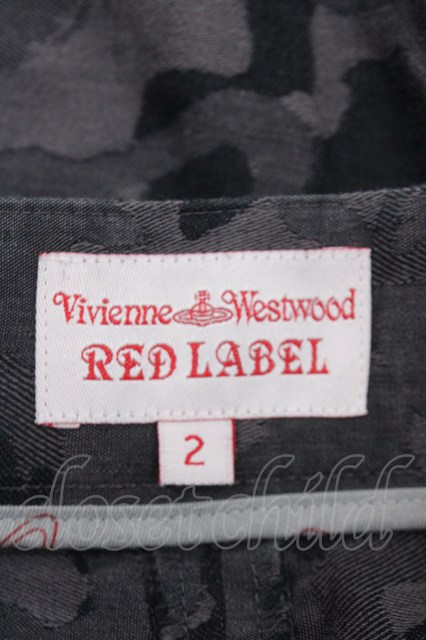 Vivienne Westwood
RED LABEL
2
closetchild